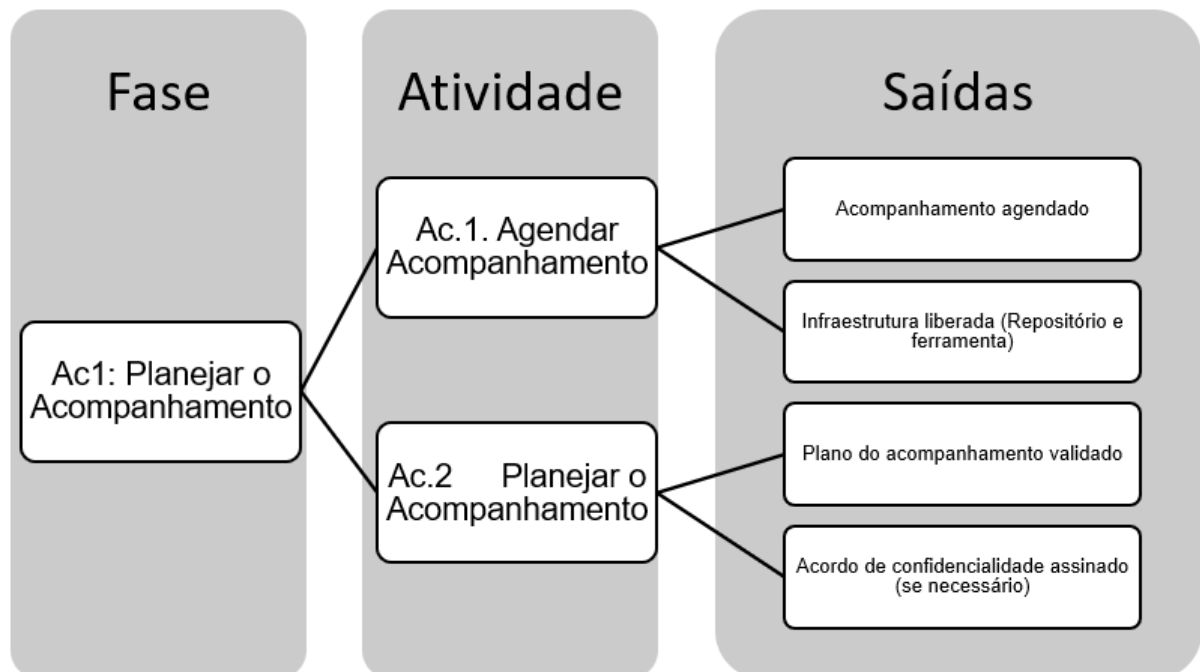 Fase
Atividade
Saídas
Ac1: Planejar o
Acompanhamento
Ac.1. Agendar
Acompanhamento
Ac.2 Planejar o
Acompanhamento
Acompanhamento agendado
Infraestrutura liberada (Repositório e
ferramenta)
Plano do acompanhamento validado
Acordo de confidencialidade assinado
(se necessário)